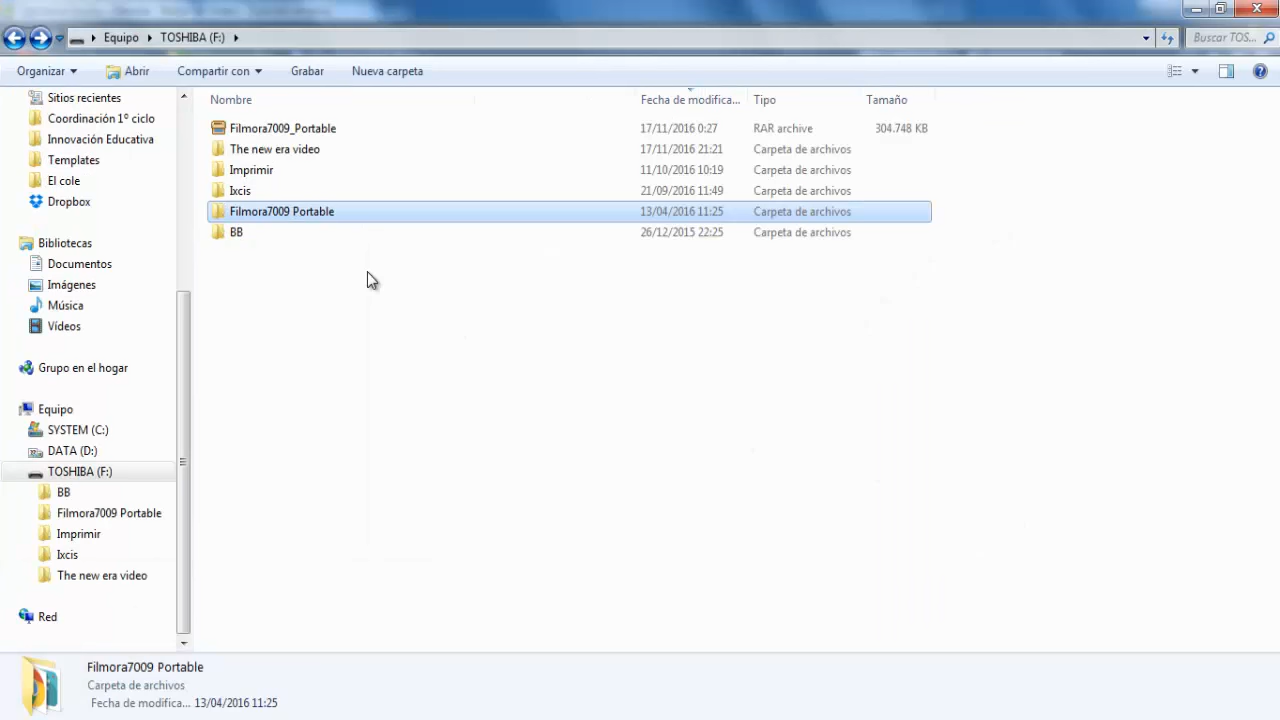 Equipo TOSHIBA (F:) Buscar TOS...
Organizar Abrir Compartir con Grabar Nueva carpeta
Nombre Fecha de modifica... Tipo Tamaño
Filmora7009_Portable 17/11/2016 0:27 RAR archive 304.748 KB
The new era video 17/11/2016 21:21 Carpeta de archivos
Imprimir 11/10/2016 10:19 Carpeta de archivos
Ixcis 21/09/2016 11:49 Carpeta de archivos
Filmora7009 Portable 13/04/2016 11:25 Carpeta de archivos
BB 26/12/2015 22:25 Carpeta de archivos
Sitios recientes
Coordinación 1º ciclo
Innovación Educativa
Templates
El cole
Dropbox
Bibliotecas
Documentos
Imágenes
Música
Vídeos
Grupo en el hogar
Equipo
SYSTEM (C:)
DATA (D:)
TOSHIBA (F:)
BB
Filmora7009 Portable
Imprimir
Ixcis
The new era video
Red
Filmora7009 Portable
Carpeta de archivos
Fecha de modifica... 13/04/2016 11:25